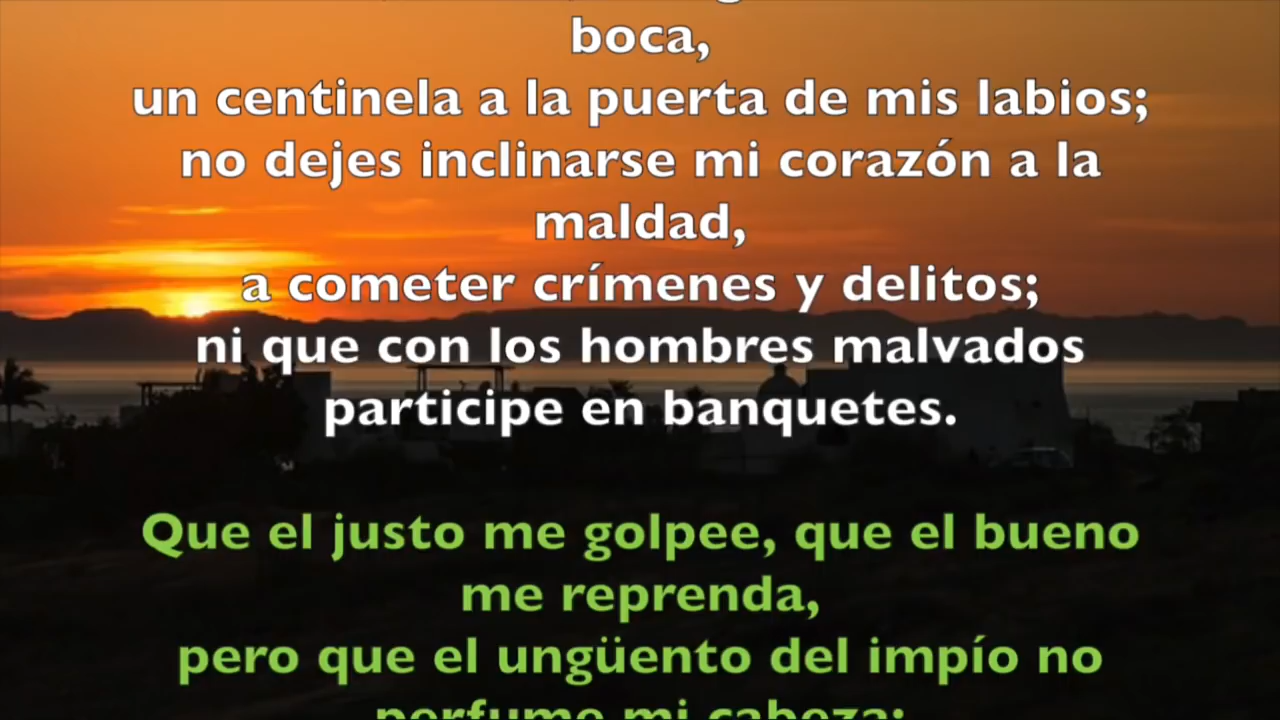 boca,
un centinela a la puerta de mis labios;
no dejes inclinarse mi corazón a la
maldad,
a cometer crímenes y delitos;
ni que con los hombres malvados
participe en banquetes.
Que el justo me golpee, que el bueno
me reprenda,
pero que el ungüento del impío no
perfume mi cabeza;